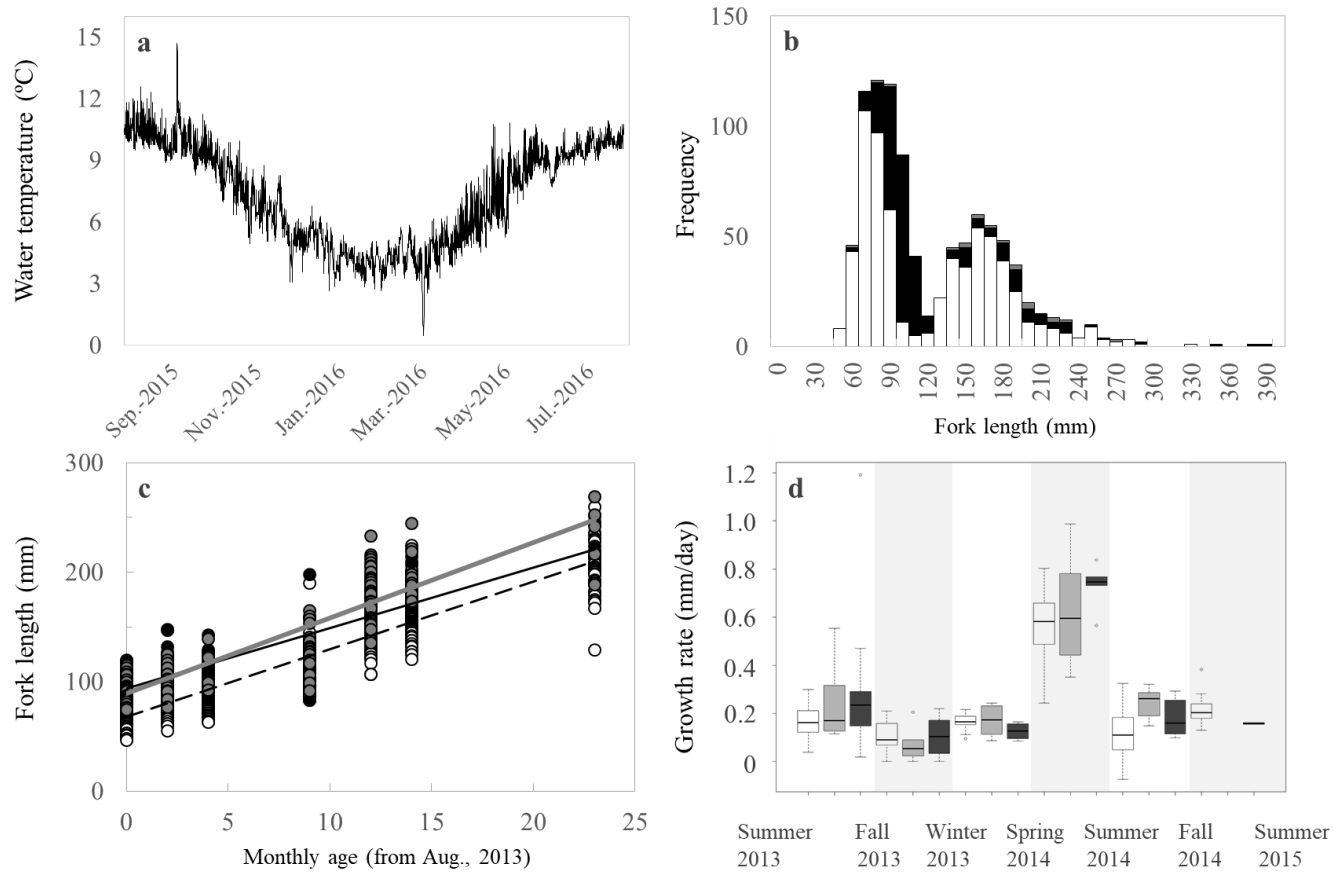 a
Water temperature (ºC)
15
12
9
6
3
0
Sep.-2015
Nov.-2015
Jan.-2016
Mar.-2016
May-2016
Jul.-2016
b
Frequency
150
100
50
0
0
30
60
90
120
150
180
210
240
270
300
330
360
390
Fork length (mm)
c
Fork length (mm)
300
200
100
0
0
5
10
15
20
25
Monthly age (from Aug., 2013)
d
Growth rate (mm/day)
1.2
1.0
0.8
0.6
0.4
0.2
0
Summer
2013
Fall
2013
Winter
2013
Spring
2014
Summer
2014
Fall
2014
Summer
2015